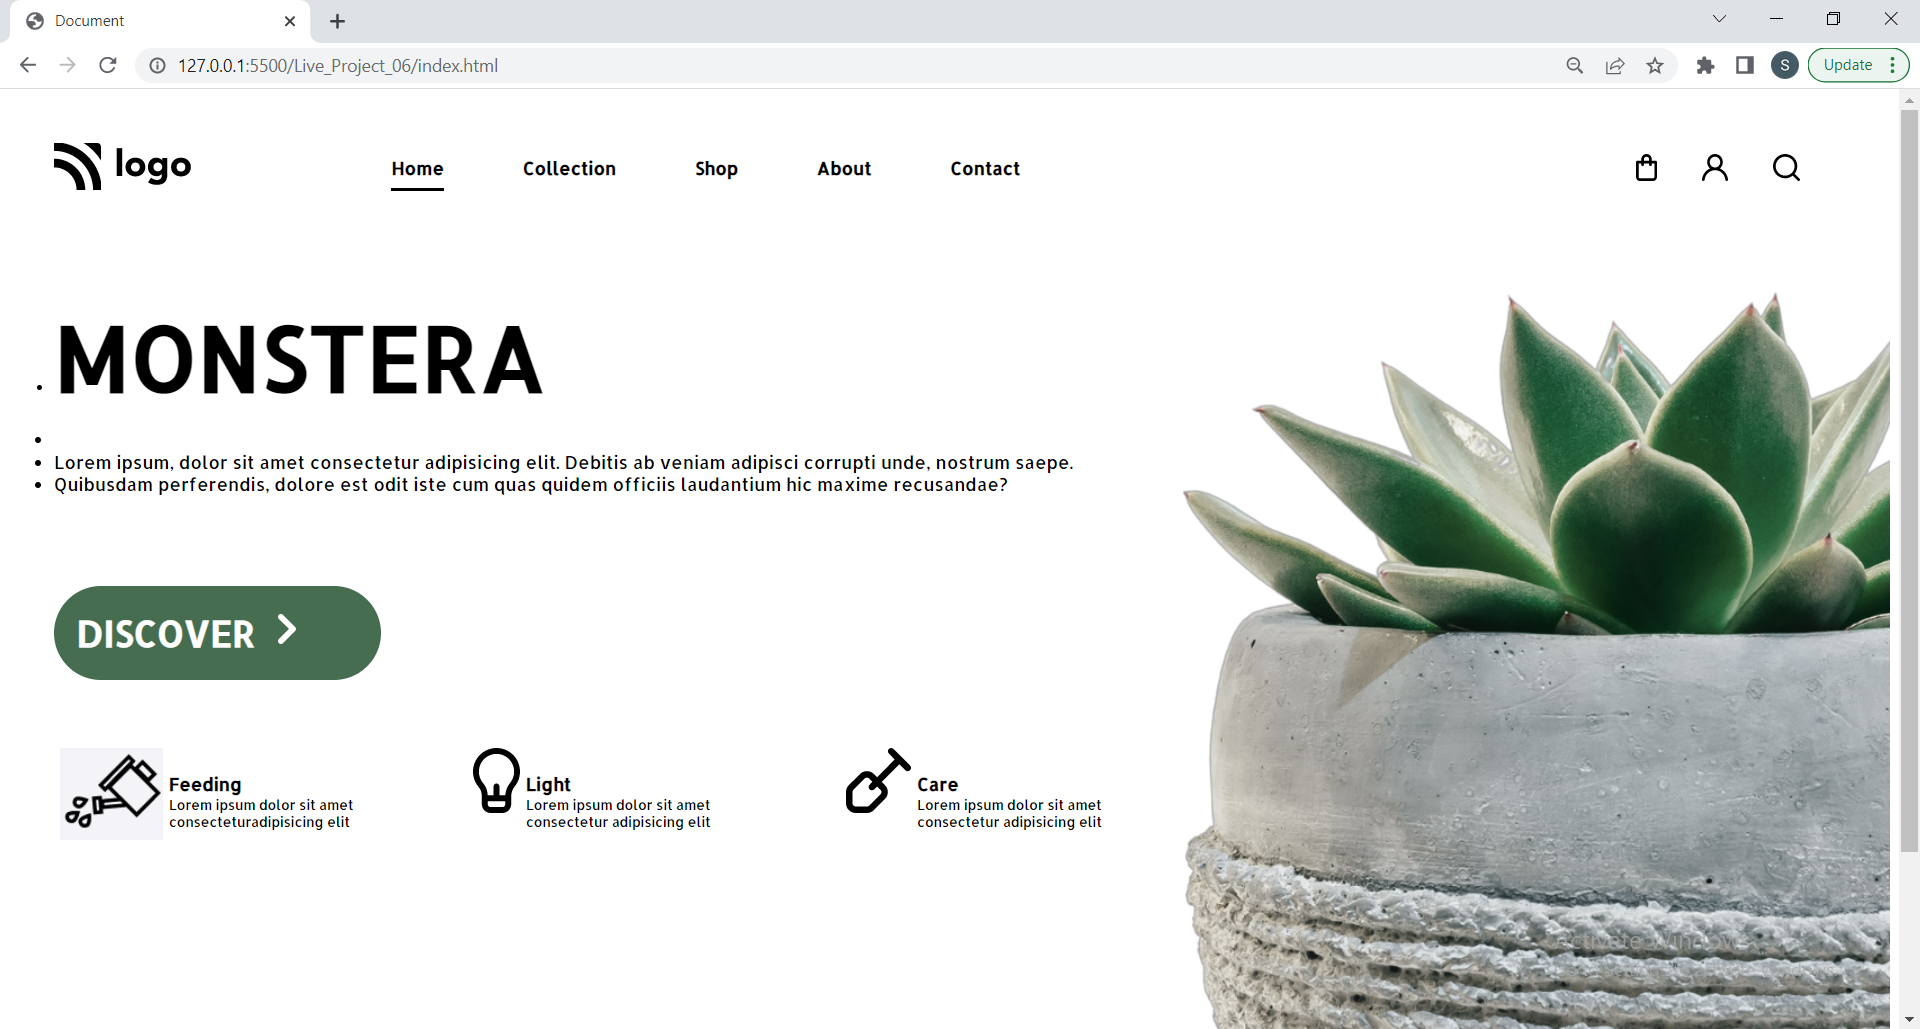 Document
127.0.0.1:5500/Live_Project_06/index.html
S
Update
logo
Home
Collection
Shop
About
Contact
MONSTERA
Lorem ipsum, dolor sit amet consectetur adipisicing elit. Debitis ab veniam adipisci corrupti unde, nostrum saepe.
Quibusdam perferendis, dolore est odit iste cum quas quidem officiis laudantium hic maxime recusandae?
DISCOVER
Feeding
Lorem ipsum dolor sit amet
consecteturadipisicing elit
Light
Lorem ipsum dolor sit amet
consectetur adipisicing elit
Care
Lorem ipsum dolor sit amet
consectetur adipisicing elit
Activate Windows